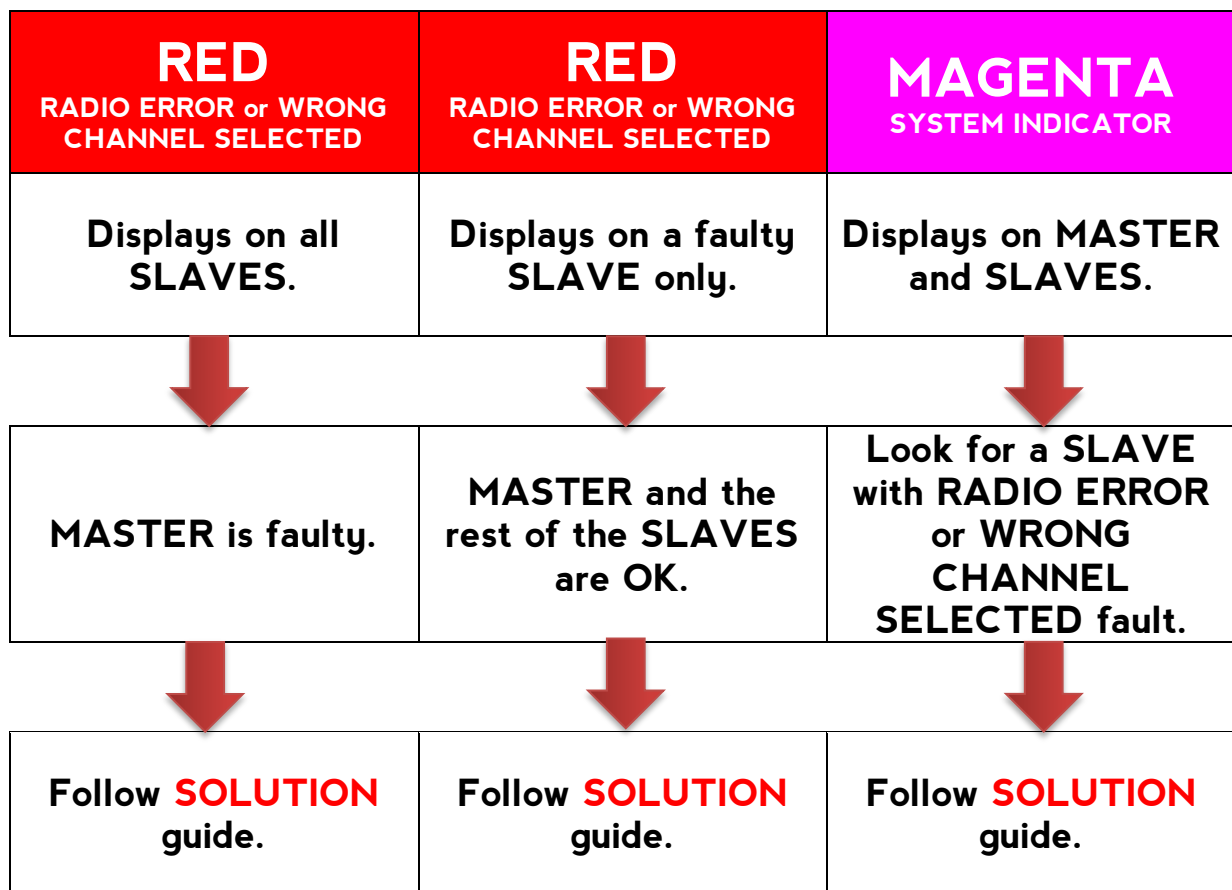 RED
RADIO ERROR or WRONG
CHANNEL SELECTED
RED
RADIO ERROR or WRONG
CHANNEL SELECTED
MAGENTA
SYSTEM INDICATOR
Displays on all
SLAVES.
Displays on a faulty
SLAVE only.
Displays on MASTER
and SLAVES.
MASTER is faulty.
MASTER and the
rest of the SLAVES
are OK.
Look for a SLAVE
with RADIO ERROR
or WRONG
CHANNEL
SELECTED fault.
Follow SOLUTION
guide.
Follow SOLUTION
guide.
Follow SOLUTION
guide.